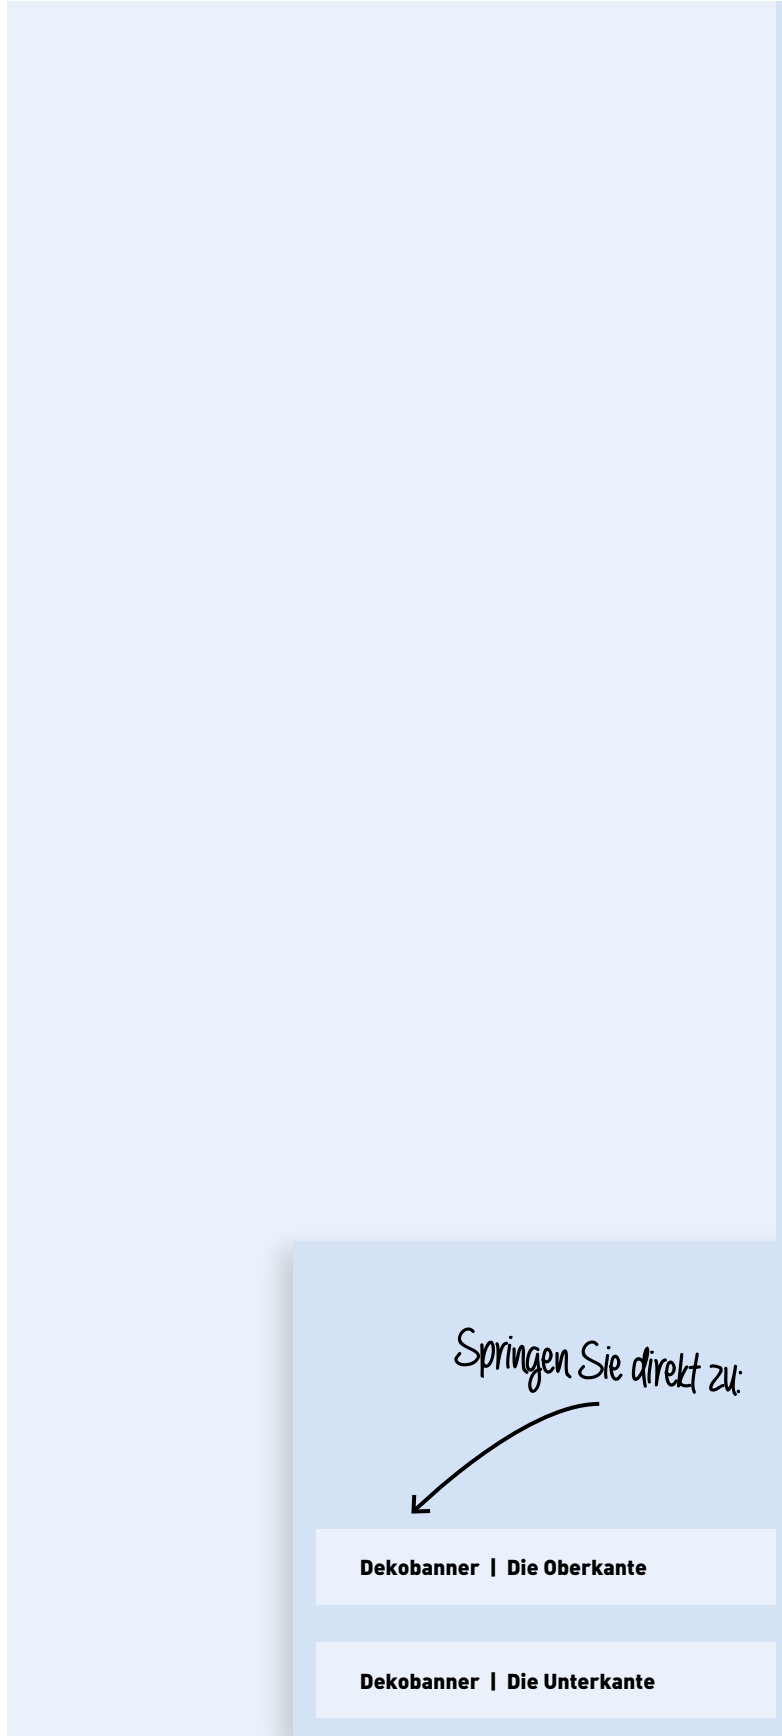 Springen Sie direkt zu:
Dekobanner | Die Oberkante
Dekobanner | Die Unterkante